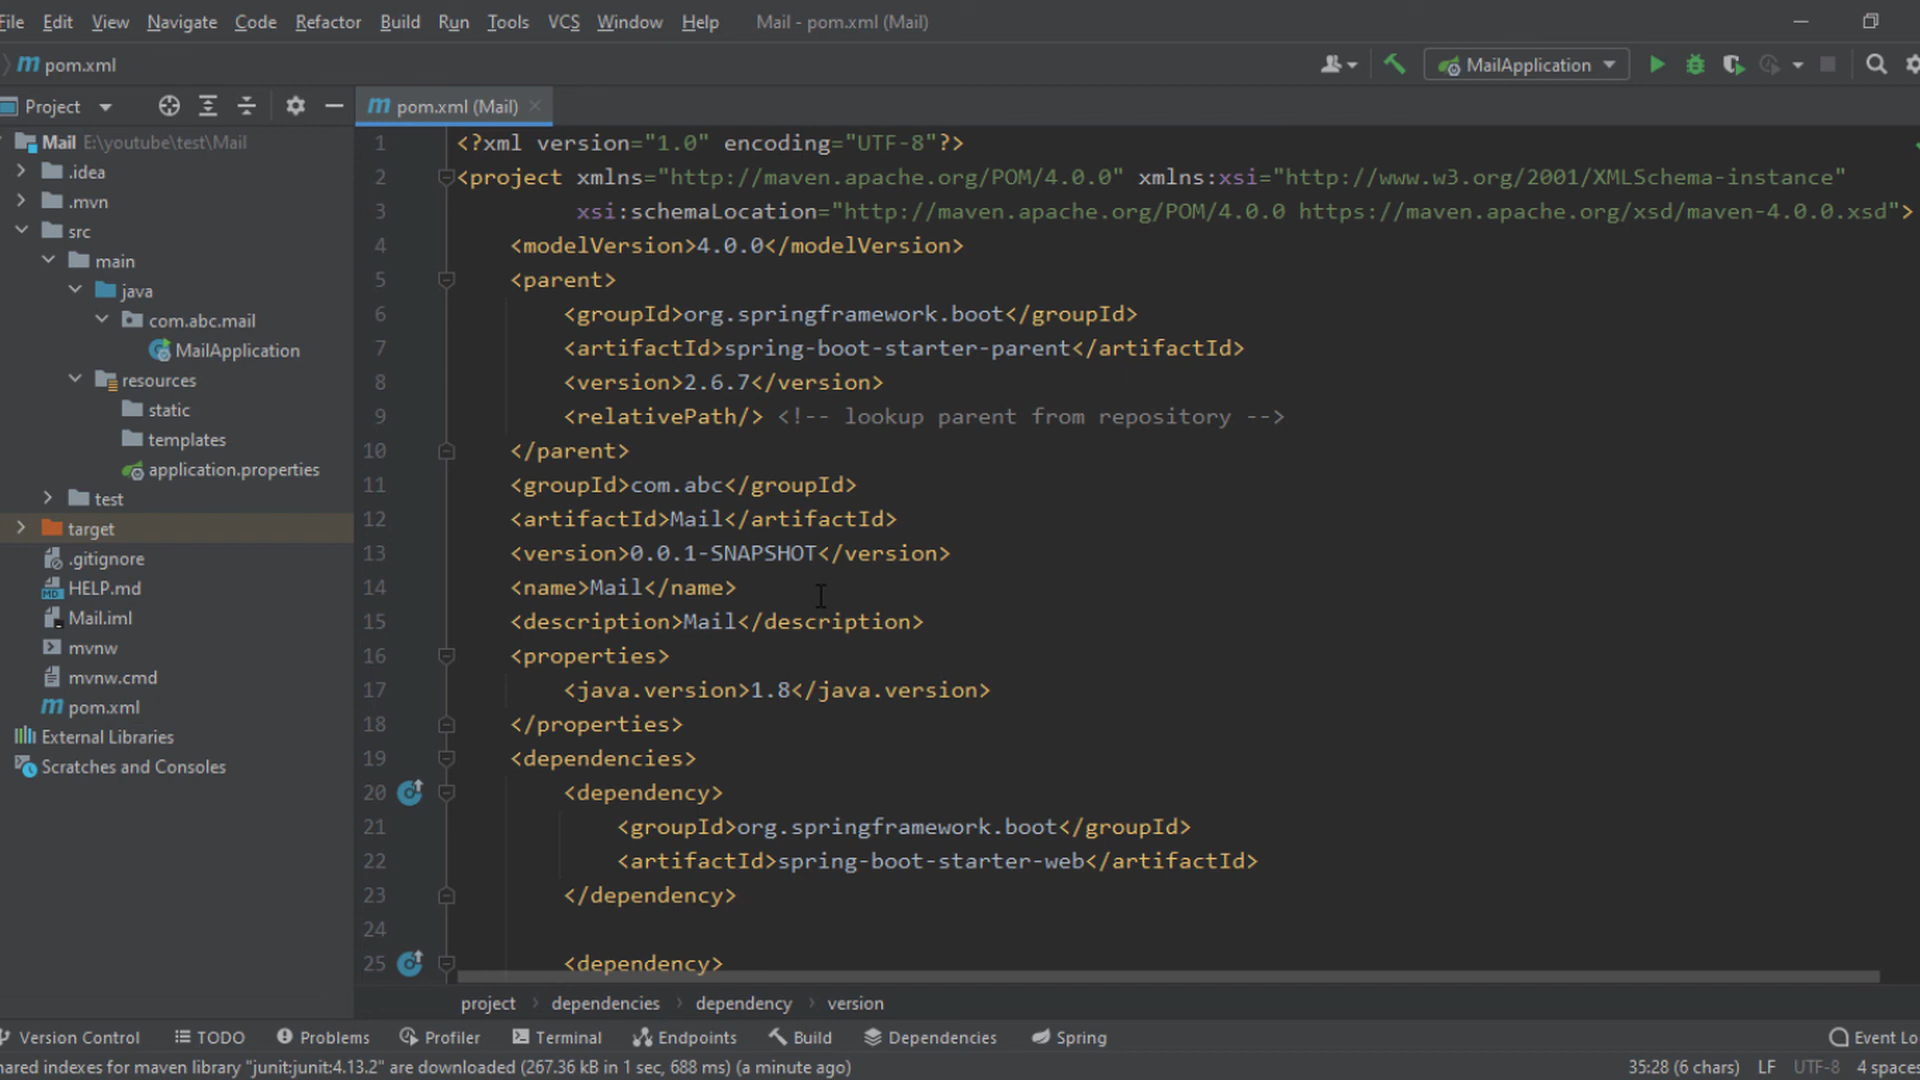 File Edit View Navigate Code Refactor Build Run Tools VCS Window Help Mail - pom.xml (Mail)
pom.xml
MailApplication
Project
pom.xml (Mail)
Mail E:\youtube\test\Mail
.idea
.mvn
src
main
java
com.abc.mail
MailApplication
resources
static
templates
application.properties
test
target
.gitignore
HELP.md
Mail.iml
mvnw
mvnw.cmd
pom.xml
External Libraries
Scratches and Consoles
1 <?xml version="1.0" encoding="UTF-8"?>
2 <project xmlns="http://maven.apache.org/POM/4.0.0" xmlns:xsi="http://www.w3.org/2001/XMLSchema-instance"
3 xsi:schemaLocation="http://maven.apache.org/POM/4.0.0 https://maven.apache.org/xsd/maven-4.0.0.xsd">
4 <modelVersion>4.0.0</modelVersion>
5 <parent>
6 <groupId>org.springframework.boot</groupId>
7 <artifactId>spring-boot-starter-parent</artifactId>
8 <version>2.6.7</version>
9 <relativePath/> <!-- lookup parent from repository -->
10 </parent>
11 <groupId>com.abc</groupId>
12 <artifactId>Mail</artifactId>
13 <version>0.0.1-SNAPSHOT</version>
14 <name>Mail</name>
15 <description>Mail</description>
16 <properties>
17 <java.version>1.8</java.version>
18 </properties>
19 <dependencies>
20 <dependency>
21 <groupId>org.springframework.boot</groupId>
22 <artifactId>spring-boot-starter-web</artifactId>
23 </dependency>
24
25 <dependency>
project dependencies dependency version
Version Control TODO Problems Profiler Terminal Endpoints Build Dependencies Spring Event Lo
hared indexes for maven library "junit:junit:4.13.2" are downloaded (267.36 kB in 1 sec, 688 ms) (a minute ago) 35:28 (6 chars) LF UTF-8 4 spaces